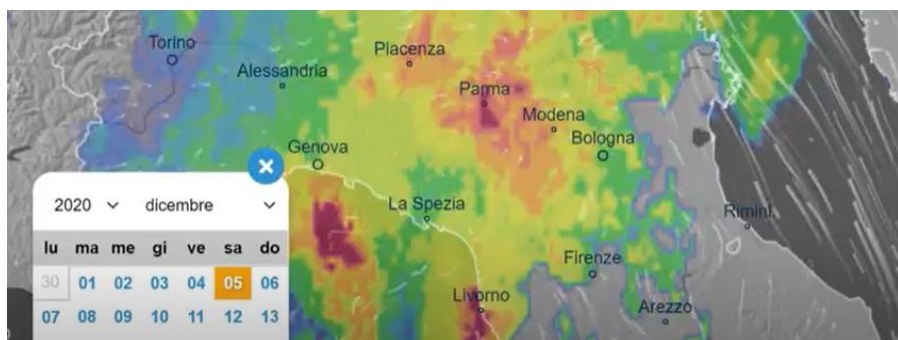 Torino
Piacenza
Alessandria
Parma
Modena
Bologna
Genova
2020 dicembre
La Spezia
Rimini
lu ma me gi ve sa do
Firenze
30 01 02 03 04 05 06
Livorno
Arezzo
07 08 09 10 11 12 13